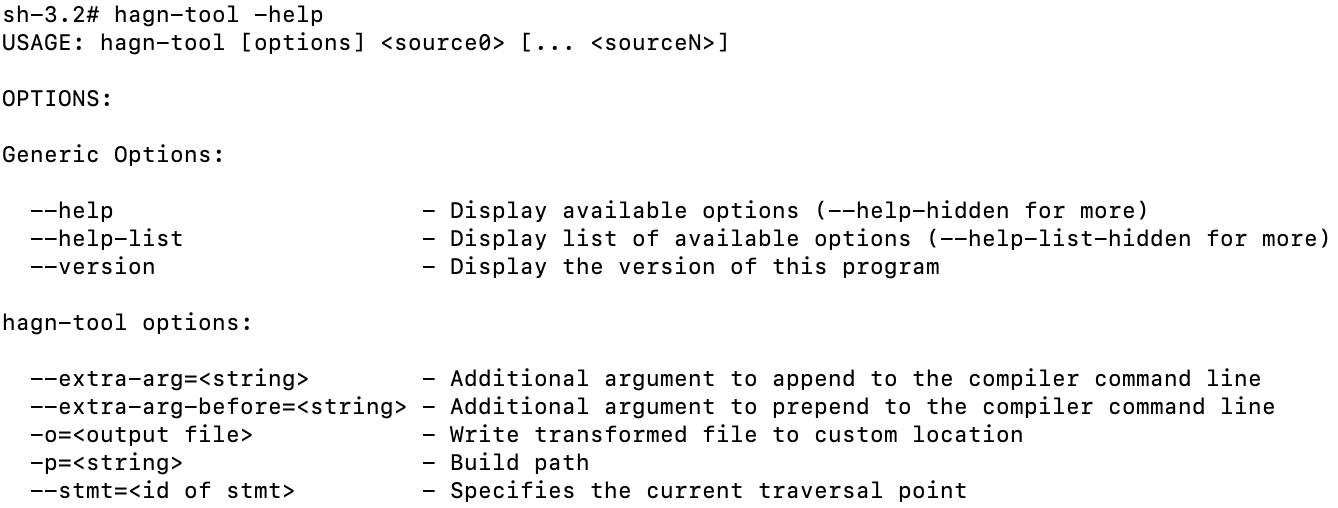 sh-3.2# hagn-tool -help
USAGE: hagn-tool [options] <source0> [... <sourceN>]
OPTIONS:
Generic Options:
--help - Display available options (--help-hidden for more)
--help-list - Display list of available options (--help-list-hidden for more)
--version - Display the version of this program
hagn-tool options:
--extra-arg=<string> - Additional argument to append to the compiler command line
--extra-arg-before=<string> - Additional argument to prepend to the compiler command line
-o=<output file> - Write transformed file to custom location
-p=<string> - Build path
--stmt=<id of stmt> - Specifies the current traversal point